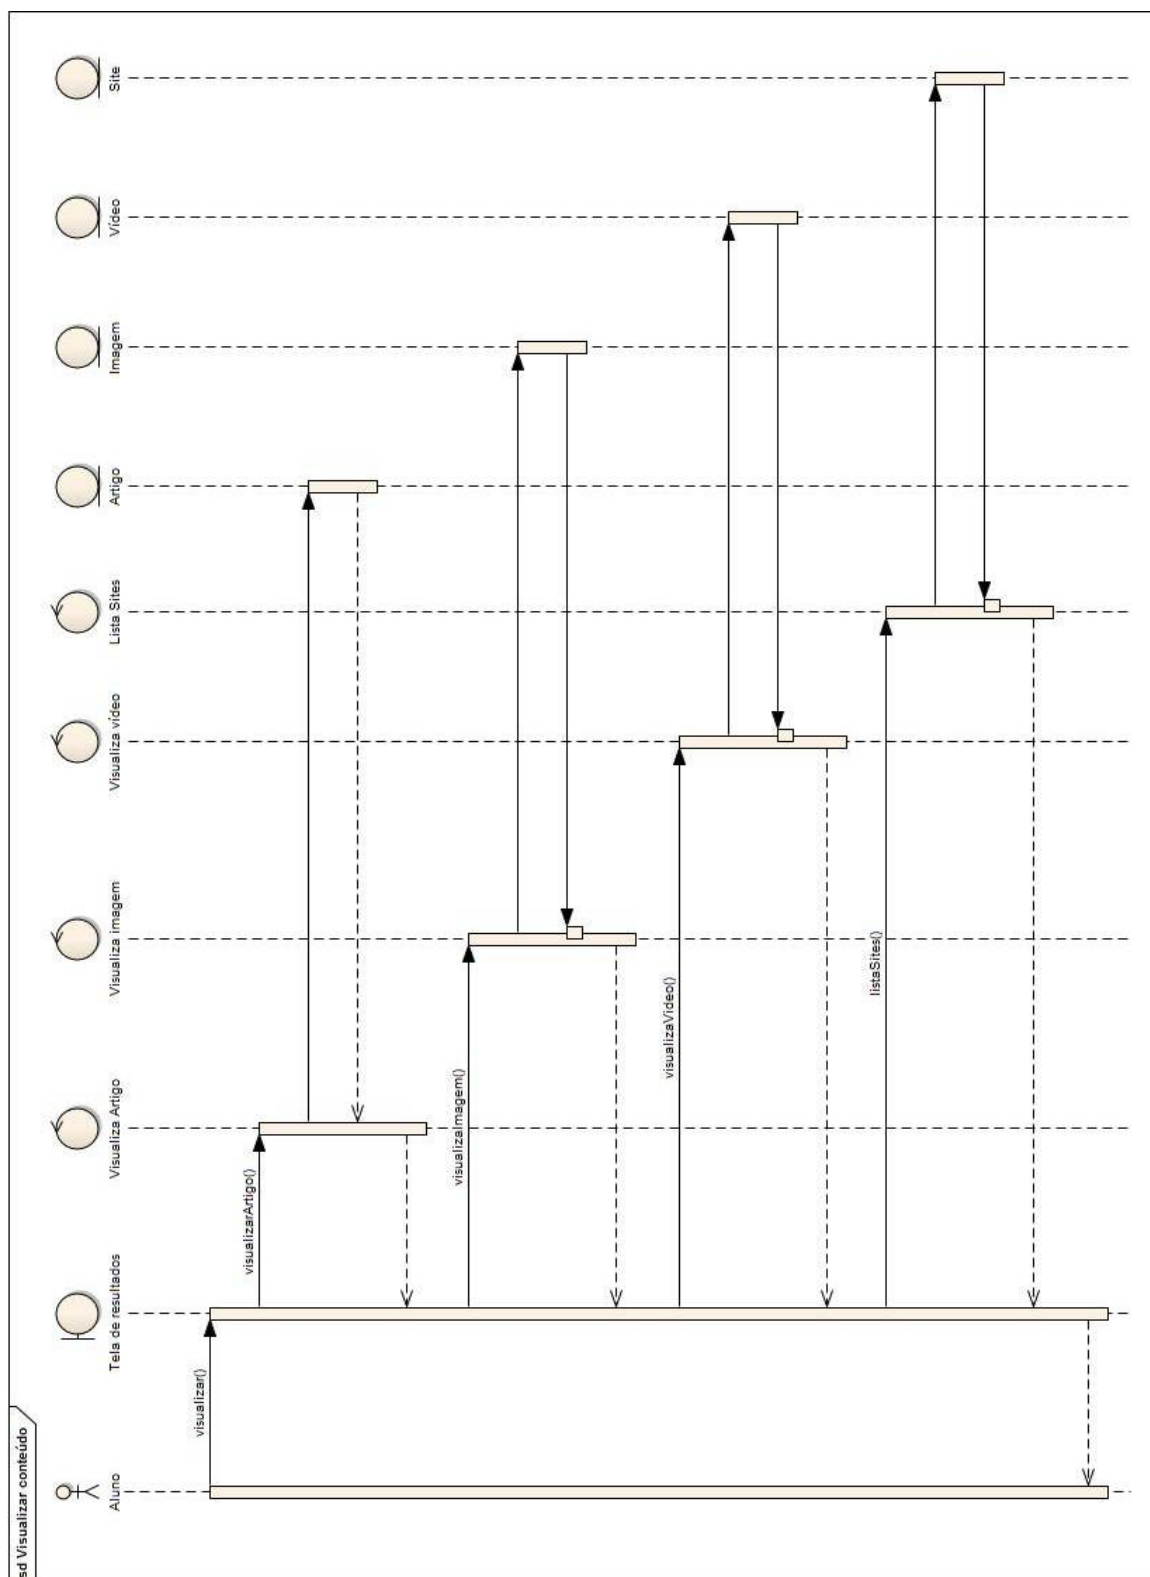 sd Visualizar conteúdo
Aluno
Tela de resultados
Visualiza Artigo
Visualiza imagem
Visualiza vídeo
Lista Sites
Artigo
Imagem
Vídeo
Site
visualizar()
visualizarArtigo()
visualizaImagem()
visualizaVideo()
listaSites()